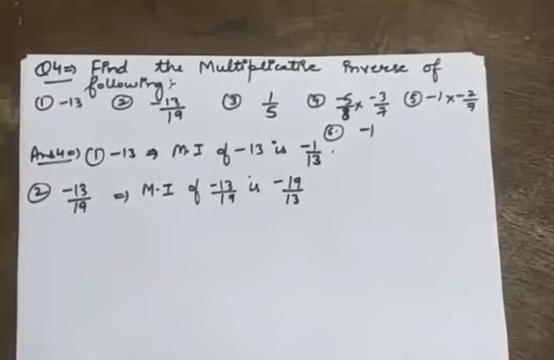 Q4⇒ Find the Multiplicative inverse of
following:-
① -13 ② -13/19 ③ 1/5 ④ -5/8 × -3/7 ⑤ -1 × -2/9
⑥ -1
Ans4⇒) ① -13 ⇒ M.I of -13 is -1/13.
② -13/19 ⇒) M.I of -13/19 is -19/13